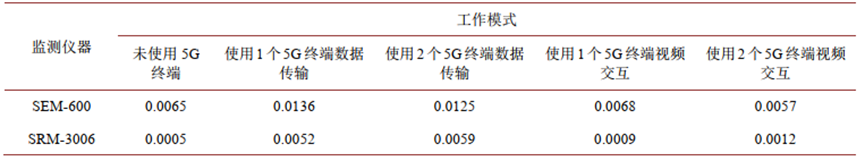 监测仪器 工作模式
未使用 5G 使用 1 个 5G 终端数据 使用 2 个 5G 终端数据 使用 1 个 5G 终端视频 使用 2 个 5G 终端视频
终端 传输 传输 交互 交互
SEM-600 0.0065 0.0136 0.0125 0.0068 0.0057
SRM-3006 0.0005 0.0052 0.0059 0.0009 0.0012